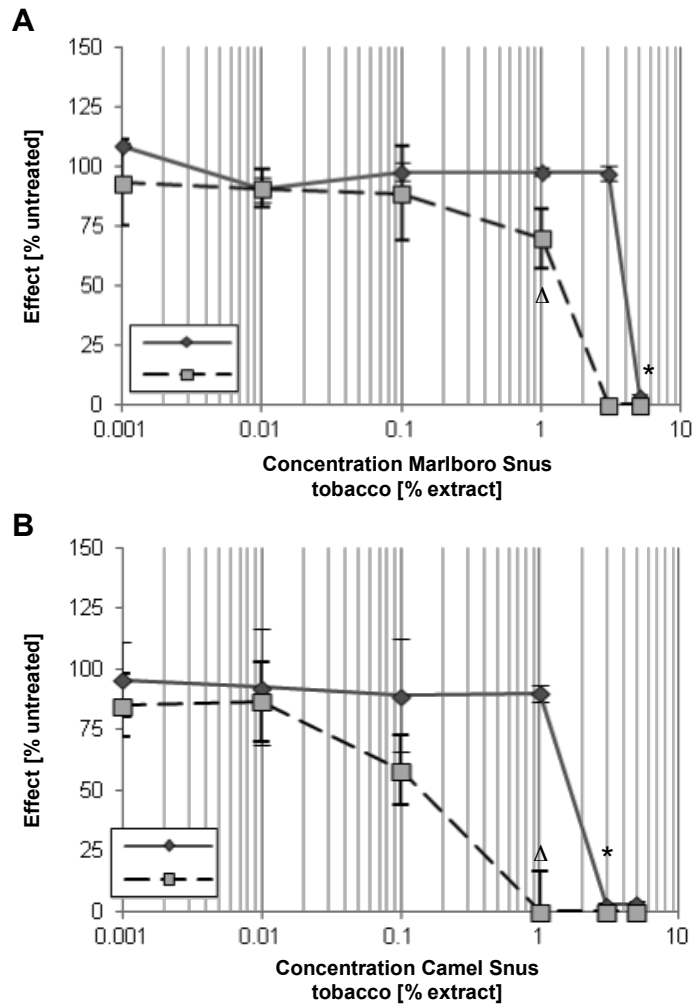 A
150
125
100
75
50
25
0
Effect [% untreated]
Δ
*
0.001 0.01 0.1 1 10
Concentration Marlboro Snus
tobacco [% extract]
B
150
125
100
75
50
25
0
Effect [% untreated]
Δ
*
0.001 0.01 0.1 1 10
Concentration Camel Snus
tobacco [% extract]